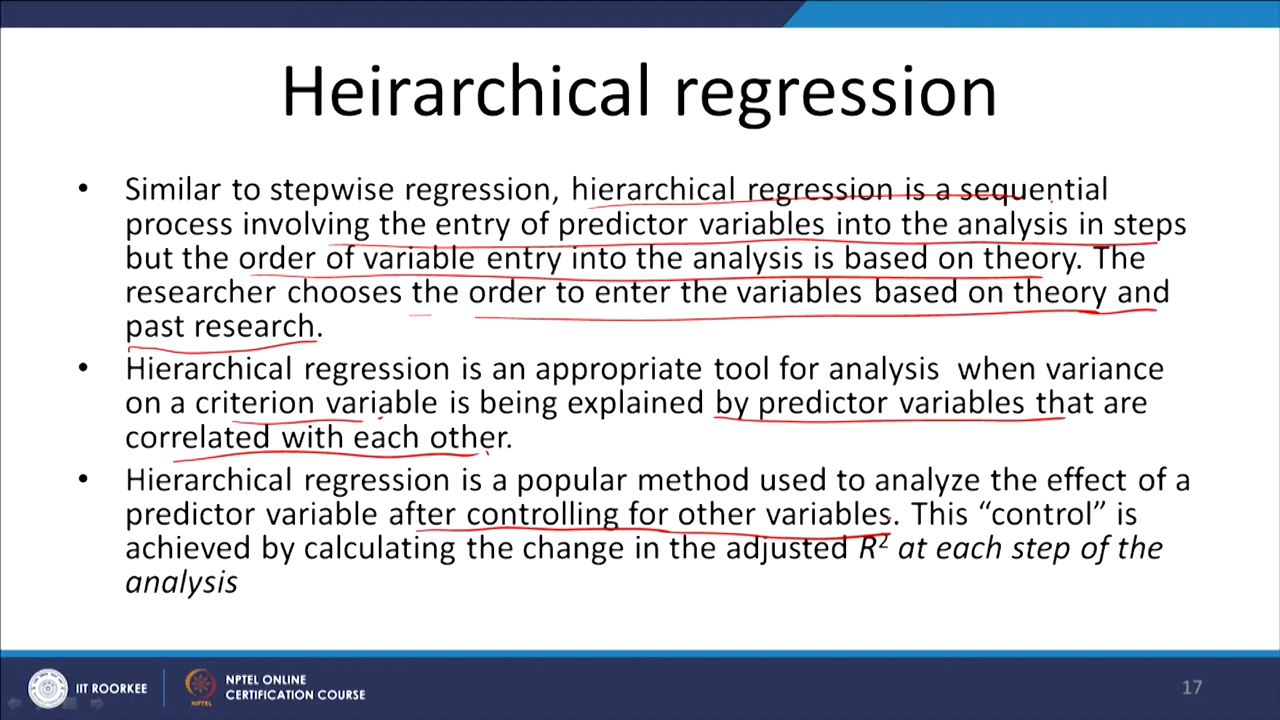 Heirarchical regression
• Similar to stepwise regression, hierarchical regression is a sequential
process involving the entry of predictor variables into the analysis in steps
but the order of variable entry into the analysis is based on theory. The
researcher chooses the order to enter the variables based on theory and
past research.
• Hierarchical regression is an appropriate tool for analysis when variance
on a criterion variable is being explained by predictor variables that are
correlated with each other.
• Hierarchical regression is a popular method used to analyze the effect of a
predictor variable after controlling for other variables. This “control” is
achieved by calculating the change in the adjusted R² at each step of the
analysis
IIT ROORKEE
NPTEL
NPTEL ONLINE
CERTIFICATION COURSE
17